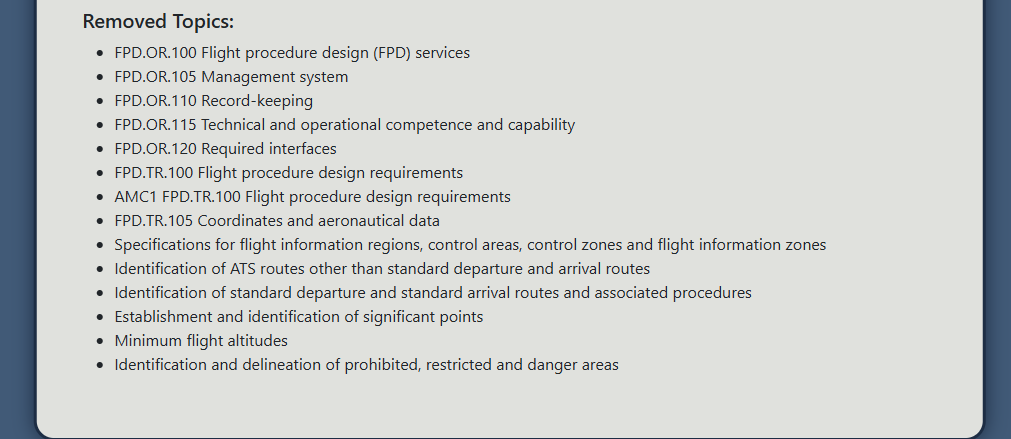 Removed Topics:
FPD.OR.100 Flight procedure design (FPD) services
FPD.OR.105 Management system
FPD.OR.110 Record-keeping
FPD.OR.115 Technical and operational competence and capability
FPD.OR.120 Required interfaces
FPD.TR.100 Flight procedure design requirements
AMC1 FPD.TR.100 Flight procedure design requirements
FPD.TR.105 Coordinates and aeronautical data
Specifications for flight information regions, control areas, control zones and flight information zones
Identification of ATS routes other than standard departure and arrival routes
Identification of standard departure and standard arrival routes and associated procedures
Establishment and identification of significant points
Minimum flight altitudes
Identification and delineation of prohibited, restricted and danger areas